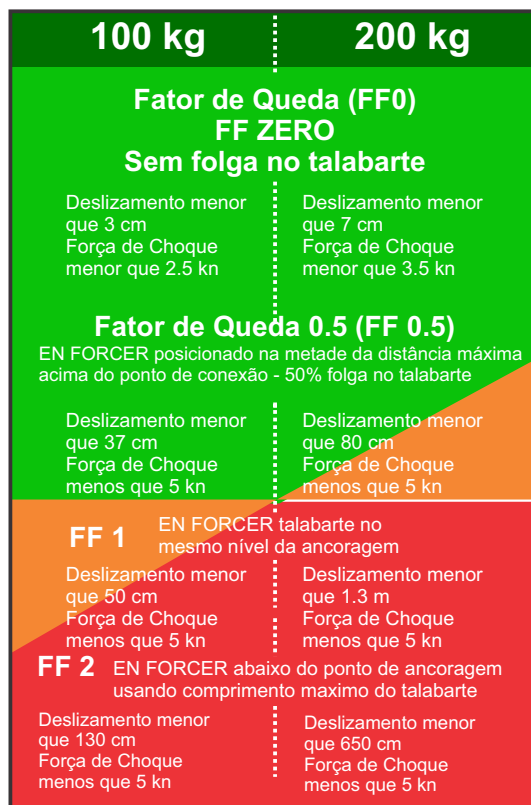 100 kg
200 kg
Fator de Queda (FF0)
FF ZERO
Sem folga no talabarte
Deslizamento menor
que 3 cm
Força de Choque
menor que 2.5 kn
Deslizamento menor
que 7 cm
Força de Choque
menor que 3.5 kn
Fator de Queda 0.5 (FF 0.5)
EN FORCER posicionado na metade da distância máxima
acima do ponto de conexão - 50% folga no talabarte
Deslizamento menor
que 37 cm
Força de Choque
menos que 5 kn
Deslizamento menor
que 80 cm
Força de Choque
menos que 5 kn
FF 1
EN FORCER talabarte no
mesmo nível da ancoragem
Deslizamento menor
que 50 cm
Força de Choque
menos que 5 kn
Deslizamento menor
que 1.3 m
Força de Choque
menos que 5 kn
FF 2
EN FORCER abaixo do ponto de ancoragem
usando comprimento maximo do talabarte
Deslizamento menor
que 130 cm
Força de Choque
menos que 5 kn
Deslizamento menor
que 650 cm
Força de Choque
menos que 5 kn